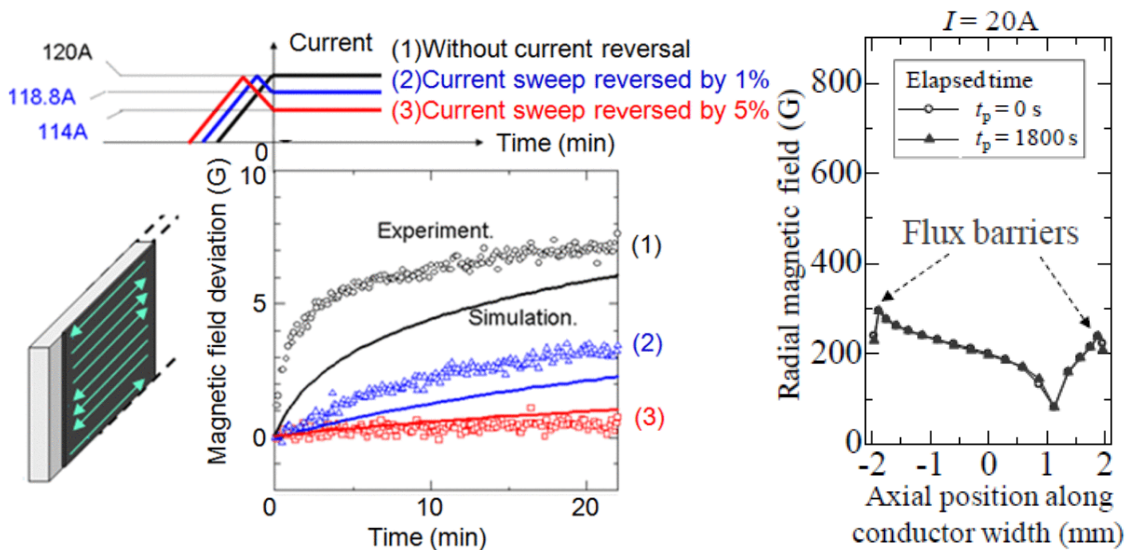 Current
120A
118.8A
114A
0
Time (min)
(1)Without current reversal
(2)Current sweep reversed by 1%
(3)Current sweep reversed by 5%
Magnetic field deviation (G)
10
5
0
Experiment.
Simulation.
(1)
(2)
(3)
0
10
20
Time (min)
I = 20A
Radial magnetic field (G)
800
600
400
200
0
Elapsed time
tp = 0 s
tp = 1800 s
Flux barriers
-2
-1
0
1
2
Axial position along
conductor width (mm)